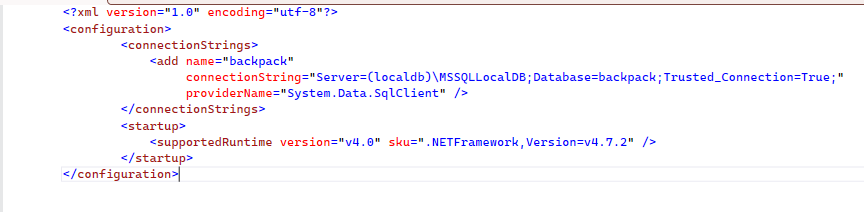 <?xml version="1.0" encoding="utf-8"?>
<configuration>
<connectionStrings>
<add name="backpack"
connectionString="Server=(localdb)\MSSQLLocalDB;Database=backpack;Trusted_Connection=True;"
providerName="System.Data.SqlClient" />
</connectionStrings>
<startup>
<supportedRuntime version="v4.0" sku=".NETFramework,Version=v4.7.2" />
</startup>
</configuration>